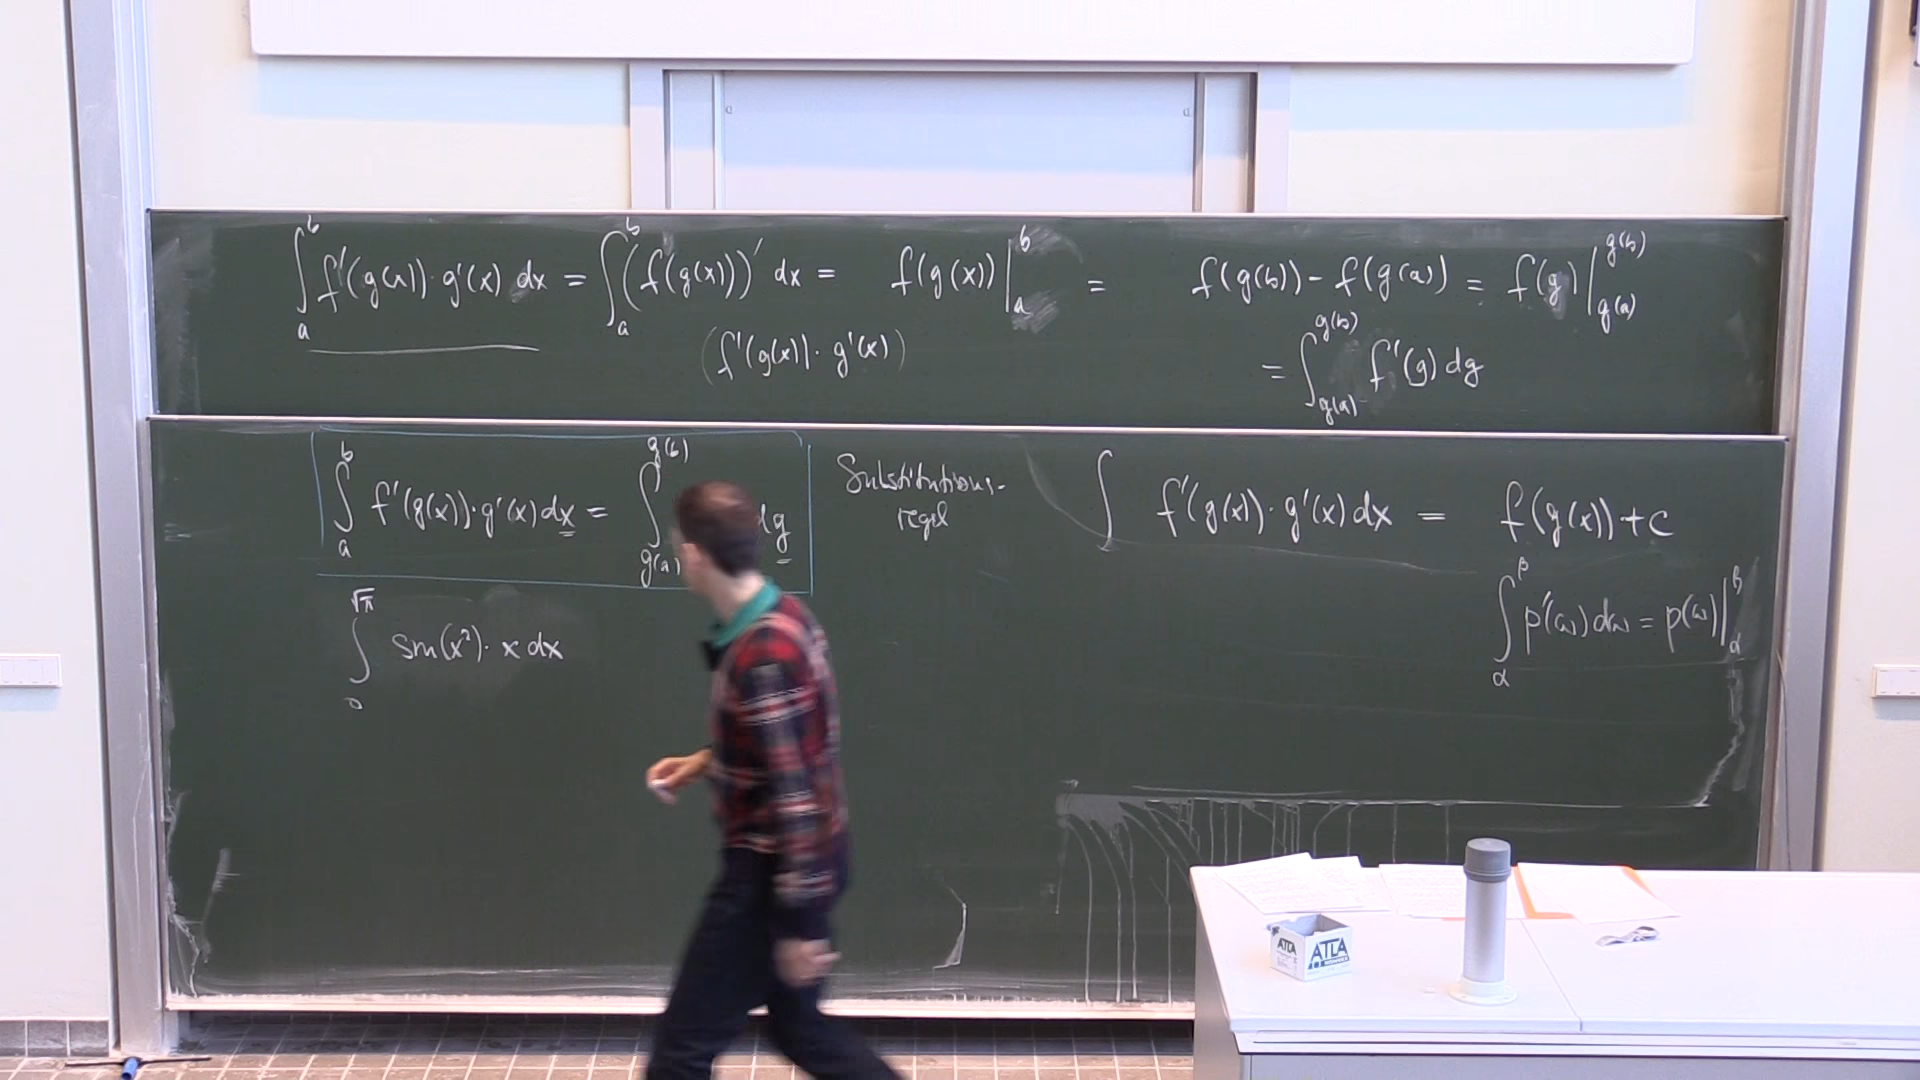 ∫_a^b f'(g(x))·g'(x) dx = ∫_a^b (f(g(x)))' dx = f(g(x))|_a^b = f(g(b)) - f(g(a)) = f(g)|_{g(a)}^{g(b)}
(f'(g(x))·g'(x))
= ∫_{g(a)}^{g(b)} f'(g) dg
∫_a^b f'(g(x))·g'(x) dx = ∫_{g(a)}^{g(b)} dg
Substitutions-
regel
∫ f'(g(x))·g'(x) dx = f(g(x)) + c
∫_α^β p'(ω) dω = p(ω)|_α^β
∫_0^{√π} sin(x²)·x dx
ATLA
ATLA